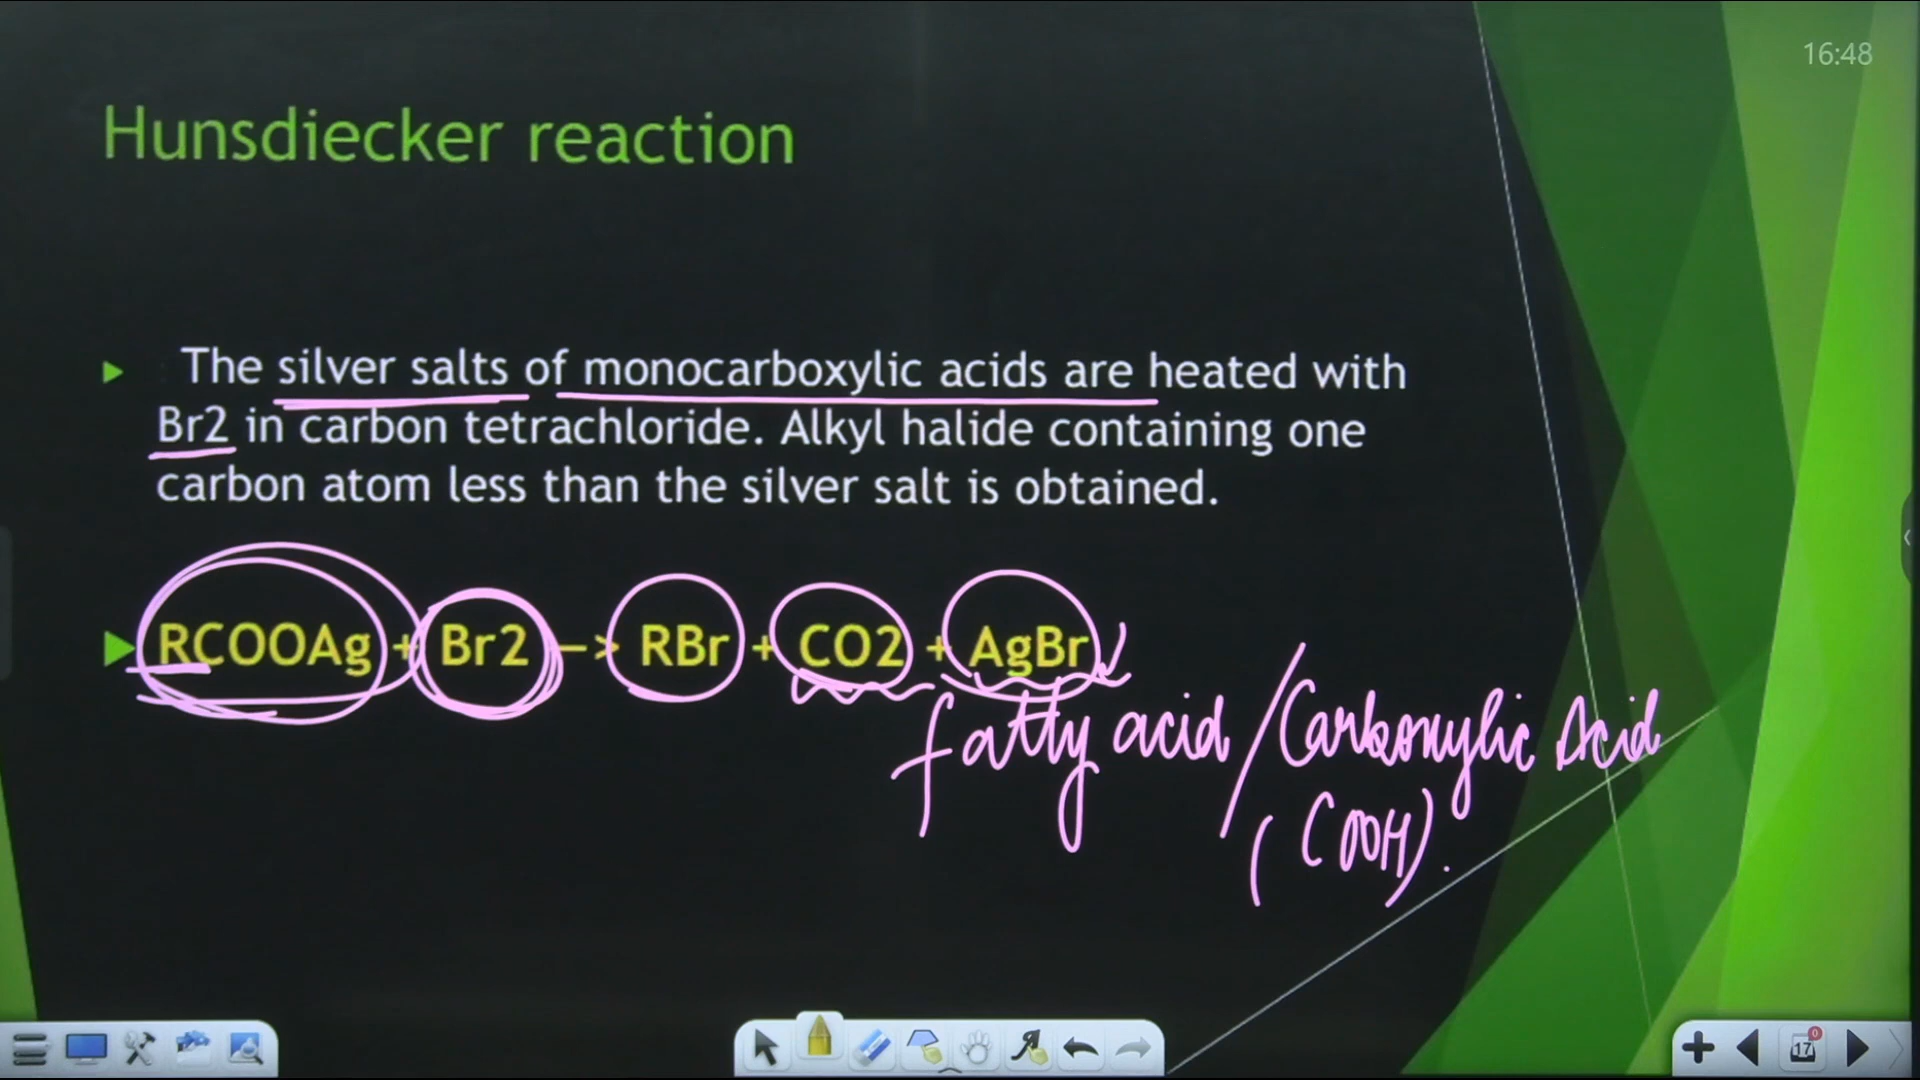 16:48
Hunsdiecker reaction
The silver salts of monocarboxylic acids are heated with
Br2 in carbon tetrachloride. Alkyl halide containing one
carbon atom less than the silver salt is obtained.
RCOOAg + Br2 –> RBr + CO2 + AgBr
fatty acid / Carboxylic Acid
(COOH).
0
17